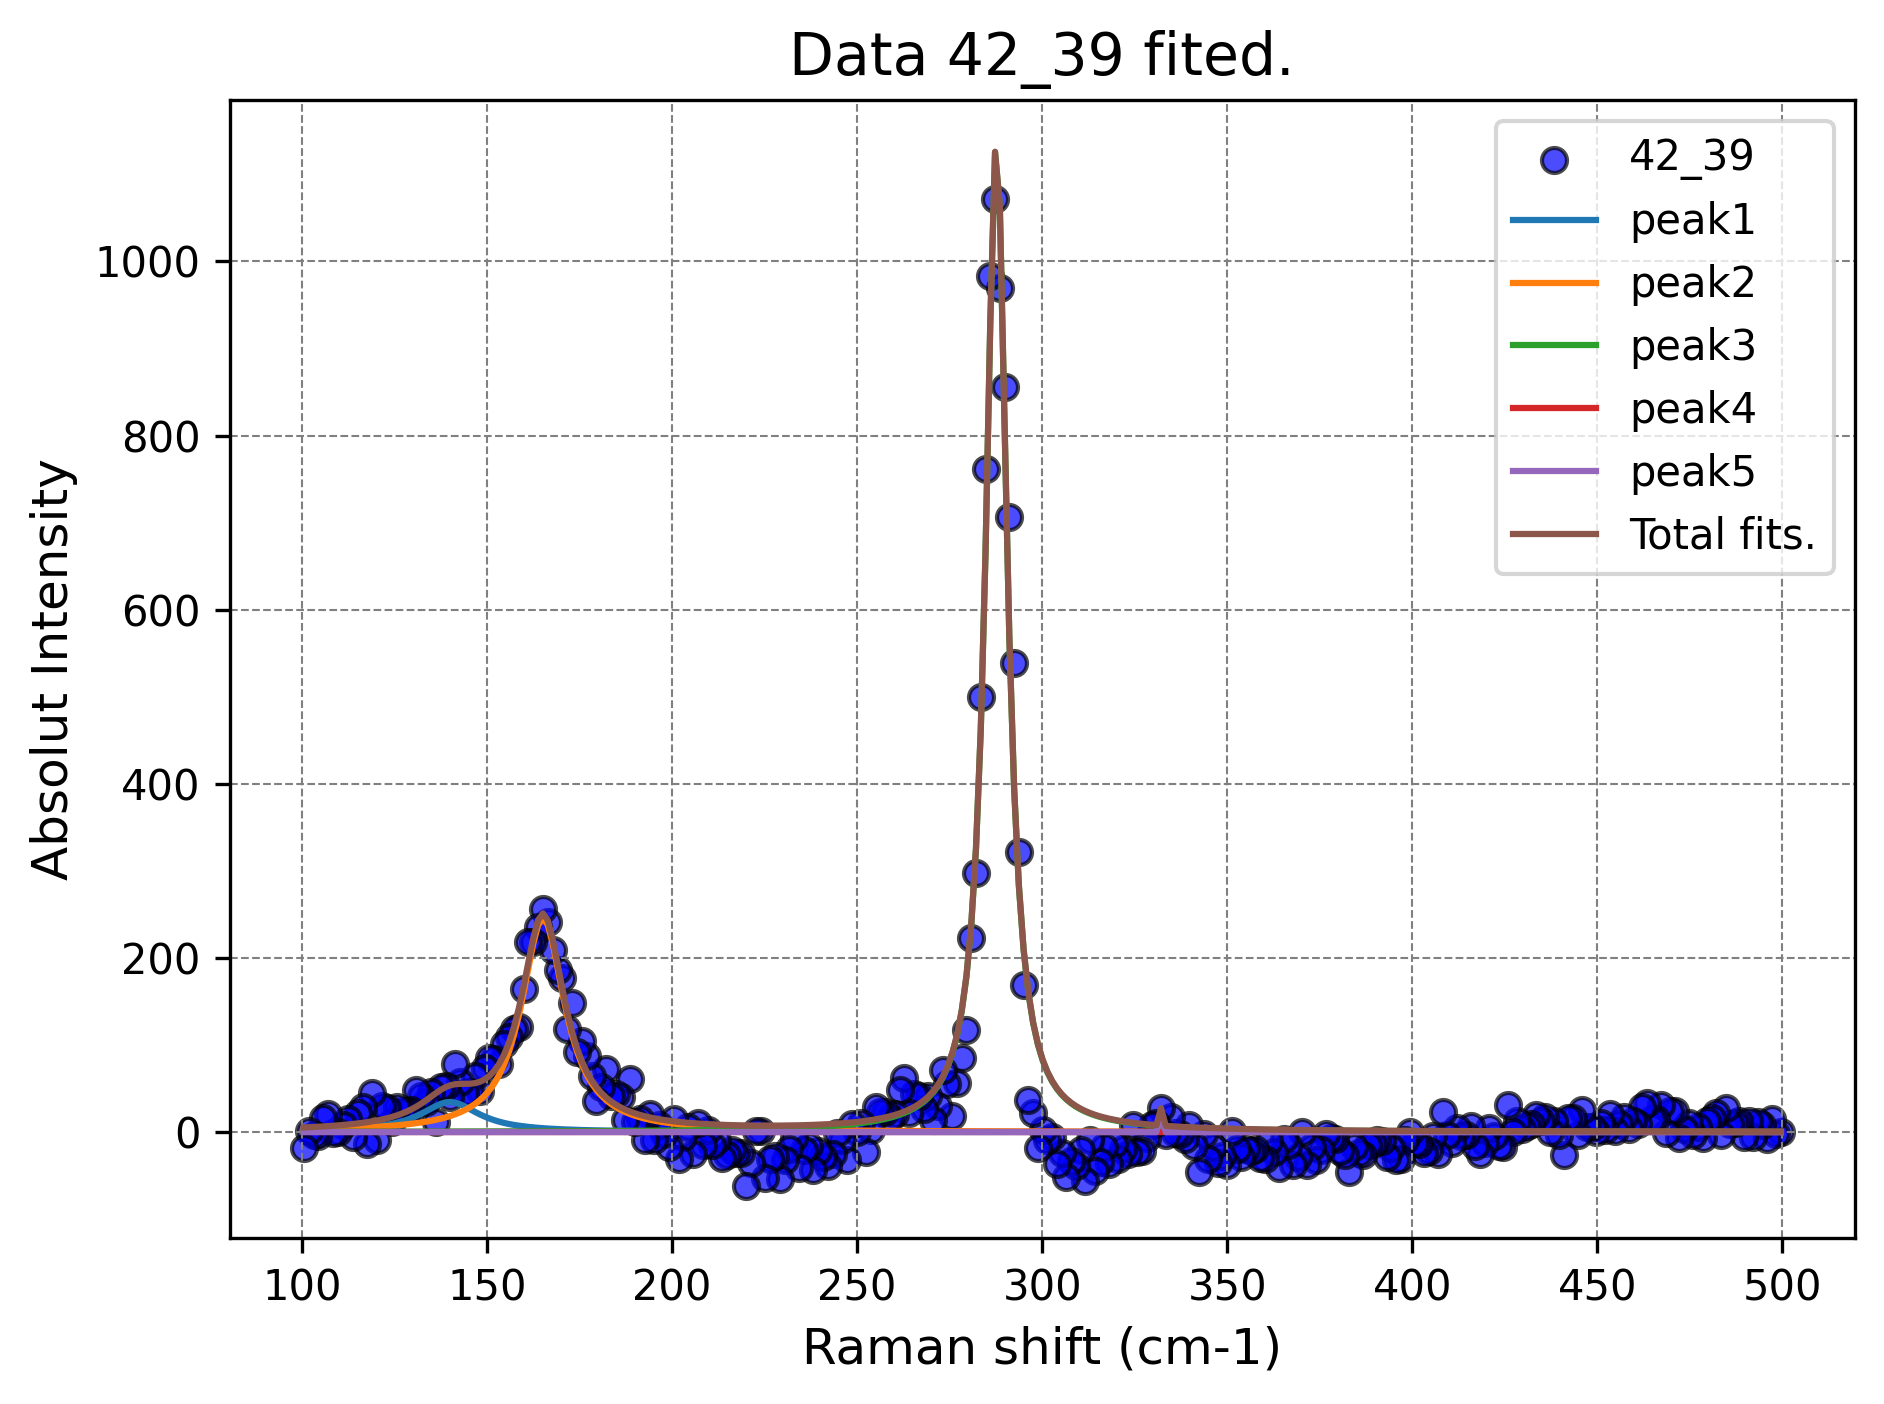 Data 42_39 fited.
Absolut Intensity
1000
800
600
400
200
0
42_39
peak1
peak2
peak3
peak4
peak5
Total fits.
100 150 200 250 300 350 400 450 500
Raman shift (cm-1)